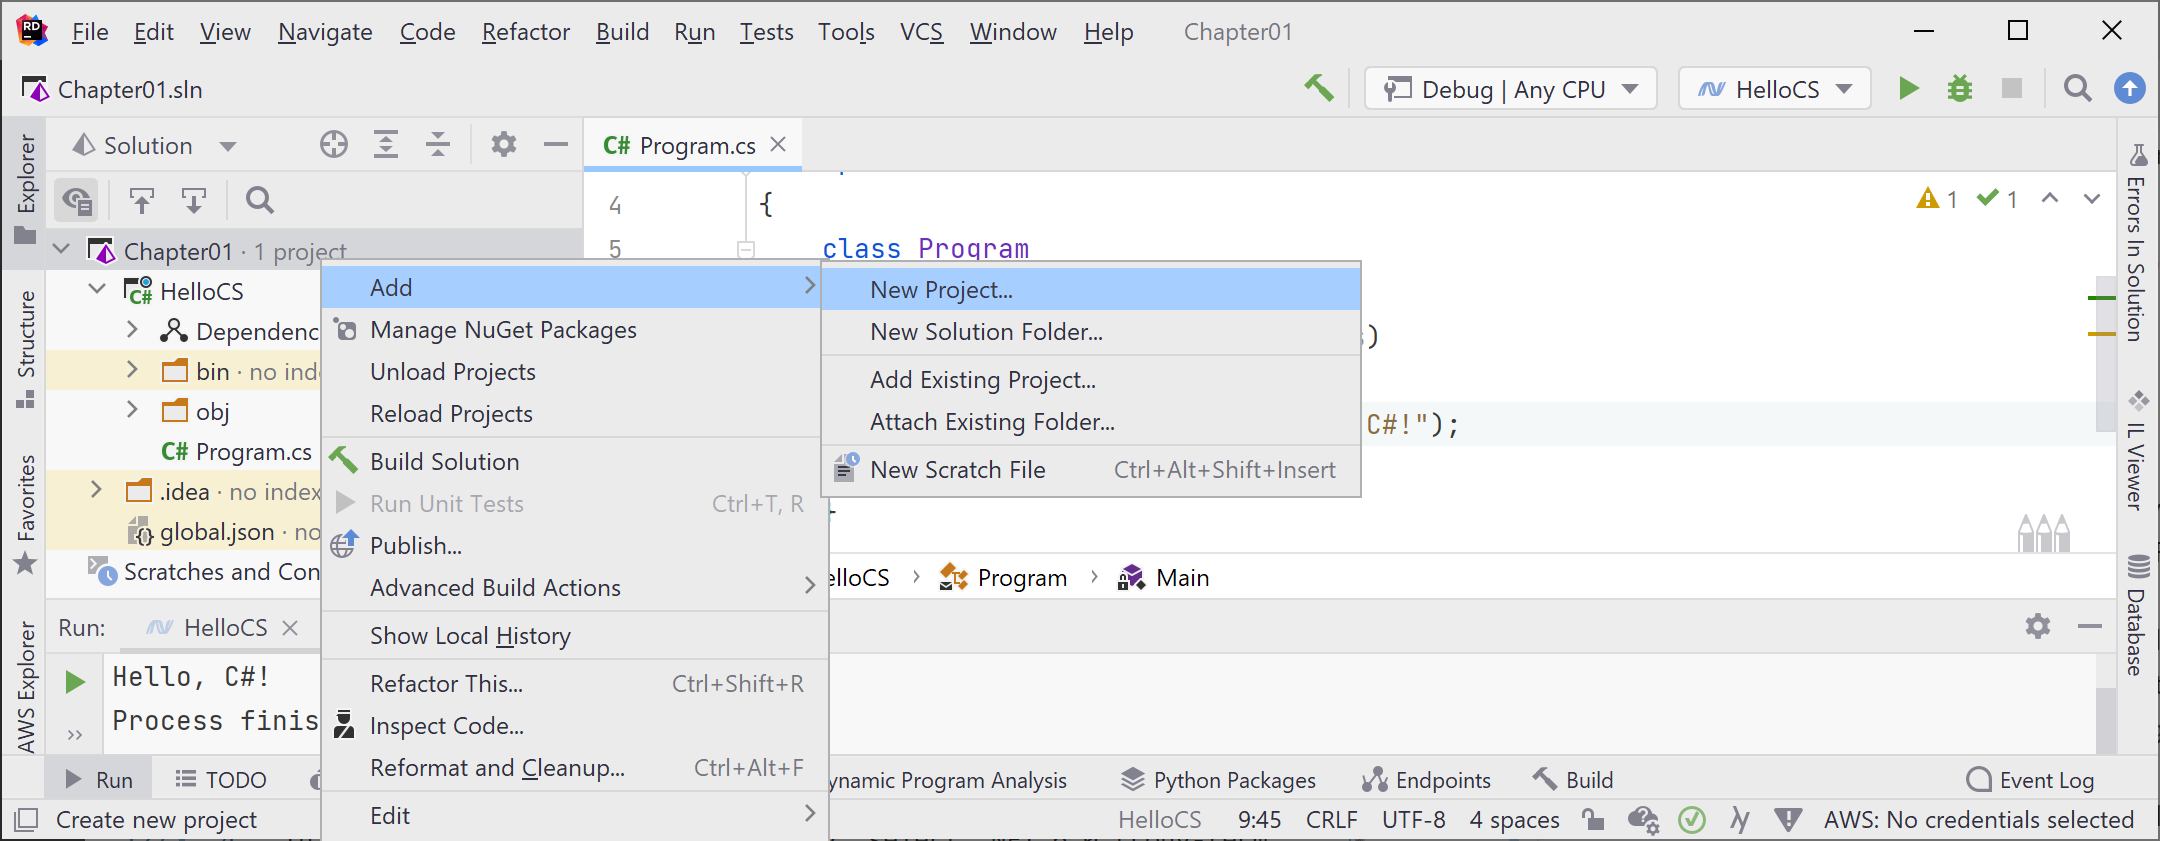 File Edit View Navigate Code Refactor Build Run Tests Tools VCS Window Help Chapter01
Chapter01.sln Debug | Any CPU HelloCS
Solution
C# Program.cs
4 {
5 class Program
1 1
Chapter01 · 1 project
HelloCS
bin · no
obj
C# Program.cs
.idea · no index
global.json · no
Scratches and
Add
Manage NuGet Packages
Unload Projects
Reload Projects
Build Solution
Run Unit Tests Ctrl+T, R
Publish...
Advanced Build Actions
Show Local History
Refactor This... Ctrl+Shift+R
Inspect Code...
Reformat and Cleanup... Ctrl+Alt+F
Edit
New Project...
New Solution Folder...
Add Existing Project...
Attach Existing Folder...
New Scratch File Ctrl+Alt+Shift+Insert
)
C#!");
elloCS › Program › Main
Run: HelloCS
Hello, C#!
Process finis
Explorer
Structure
Favorites
AWS Explorer
Errors In Solution
IL Viewer
Database
Run TODO ynamic Program Analysis Python Packages Endpoints Build Event Log
Create new project HelloCS 9:45 CRLF UTF-8 4 spaces AWS: No credentials selected